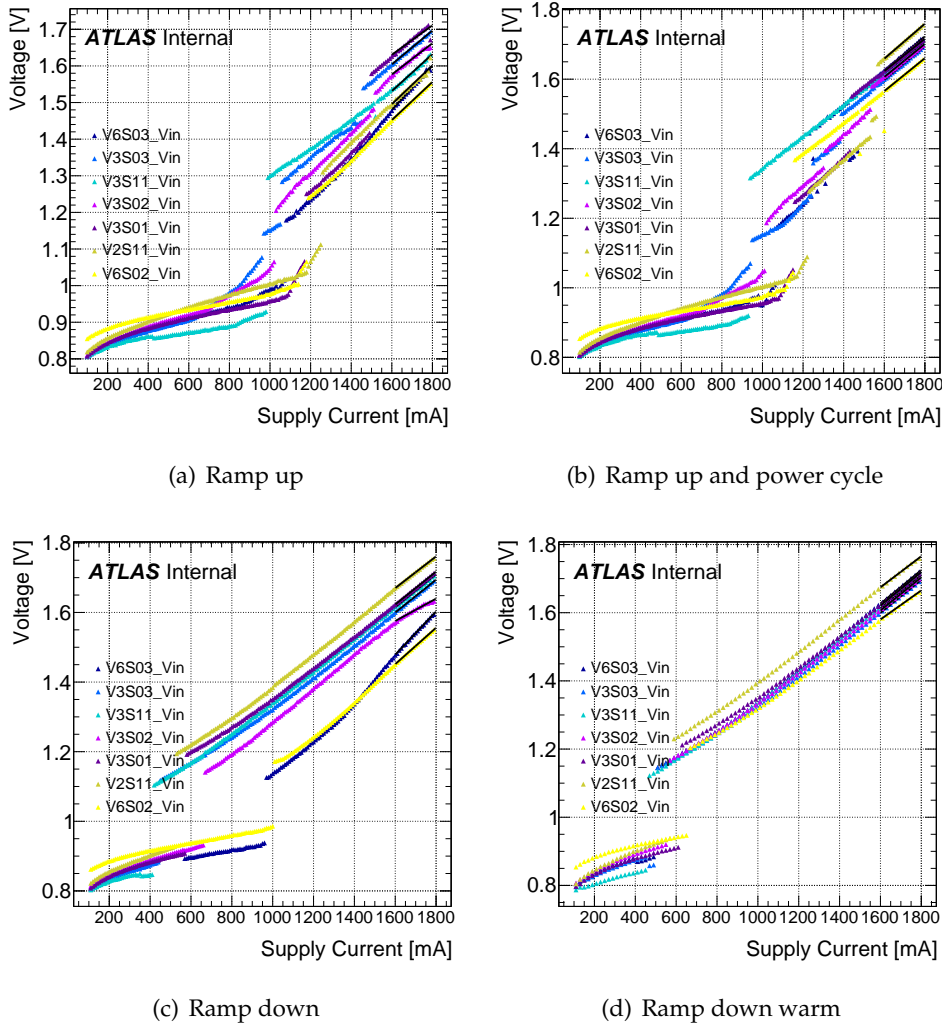 Voltage [V]
1.7
1.6
1.5
1.4
1.3
1.2
1.1
1
0.9
0.8
ATLAS Internal
V6S03_Vin
V3S03_Vin
V3S11_Vin
V3S02_Vin
V3S01_Vin
V2S11_Vin
V6S02_Vin
200 400 600 800 1000 1200 1400 1600 1800
Supply Current [mA]
(a) Ramp up
Voltage [V]
1.8
1.6
1.4
1.2
1
0.8
ATLAS Internal
V6S03_Vin
V3S03_Vin
V3S11_Vin
V3S02_Vin
V3S01_Vin
V2S11_Vin
V6S02_Vin
200 400 600 800 1000 1200 1400 1600 1800
Supply Current [mA]
(b) Ramp up and power cycle
Voltage [V]
1.8
1.6
1.4
1.2
1
0.8
ATLAS Internal
V6S03_Vin
V3S03_Vin
V3S11_Vin
V3S02_Vin
V3S01_Vin
V2S11_Vin
V6S02_Vin
200 400 600 800 1000 1200 1400 1600 1800
Supply Current [mA]
(c) Ramp down
Voltage [V]
1.8
1.6
1.4
1.2
1
0.8
ATLAS Internal
V6S03_Vin
V3S03_Vin
V3S11_Vin
V3S02_Vin
V3S01_Vin
V2S11_Vin
V6S02_Vin
200 400 600 800 1000 1200 1400 1600 1800
Supply Current [mA]
(d) Ramp down warm